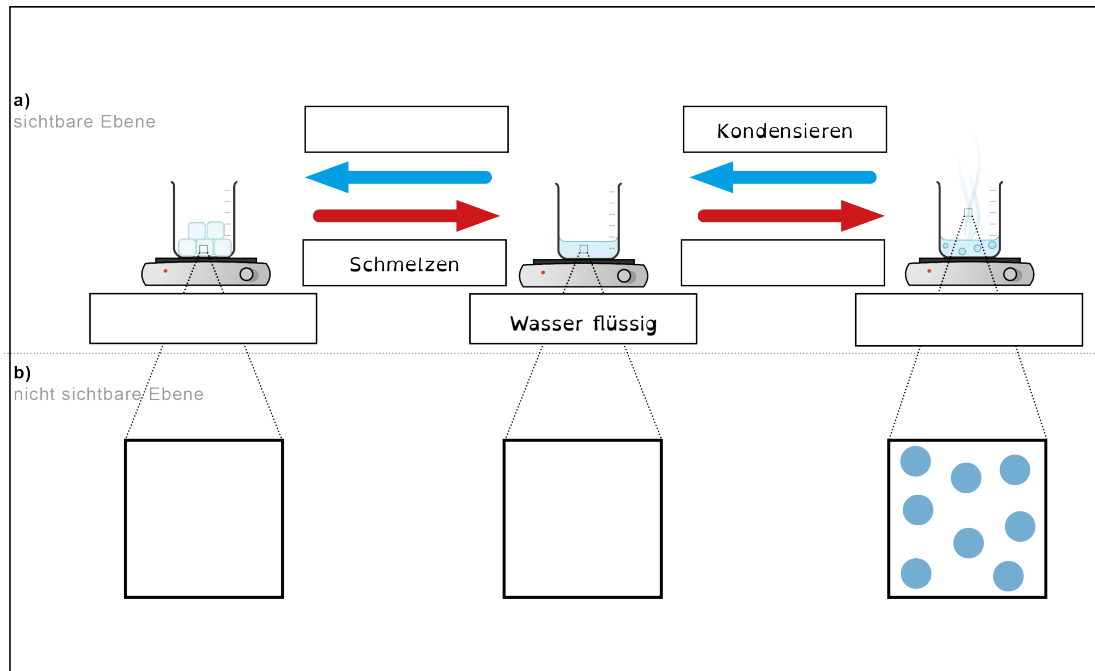 a)
sichtbare Ebene
Kondensieren
Schmelzen
Wasser flüssig
b)
nicht sichtbare Ebene